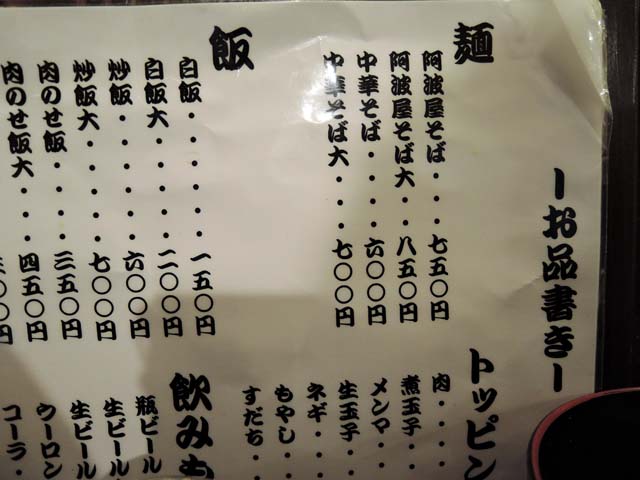 ーお品書きー
麺
阿波屋そば・・・七五〇円
阿波屋そば大・・八五〇円
中華そば・・・・六〇〇円
中華そば大・・・七〇〇円
飯
白飯・・・・・・一五〇円
白飯大・・・・・二〇〇円
炒飯・・・・・・六〇〇円
炒飯大・・・・・七〇〇円
肉のせ飯・・・・三五〇円
肉のせ飯大・・・四五〇円
〇〇円
トッピン
肉・・・・
煮玉子・・
メンマ・・
生玉子・・
ネギ・・・
もやし・・
すだち・・
飲み
瓶ビール
生ビール
生ビール
ウーロン
コーラ・